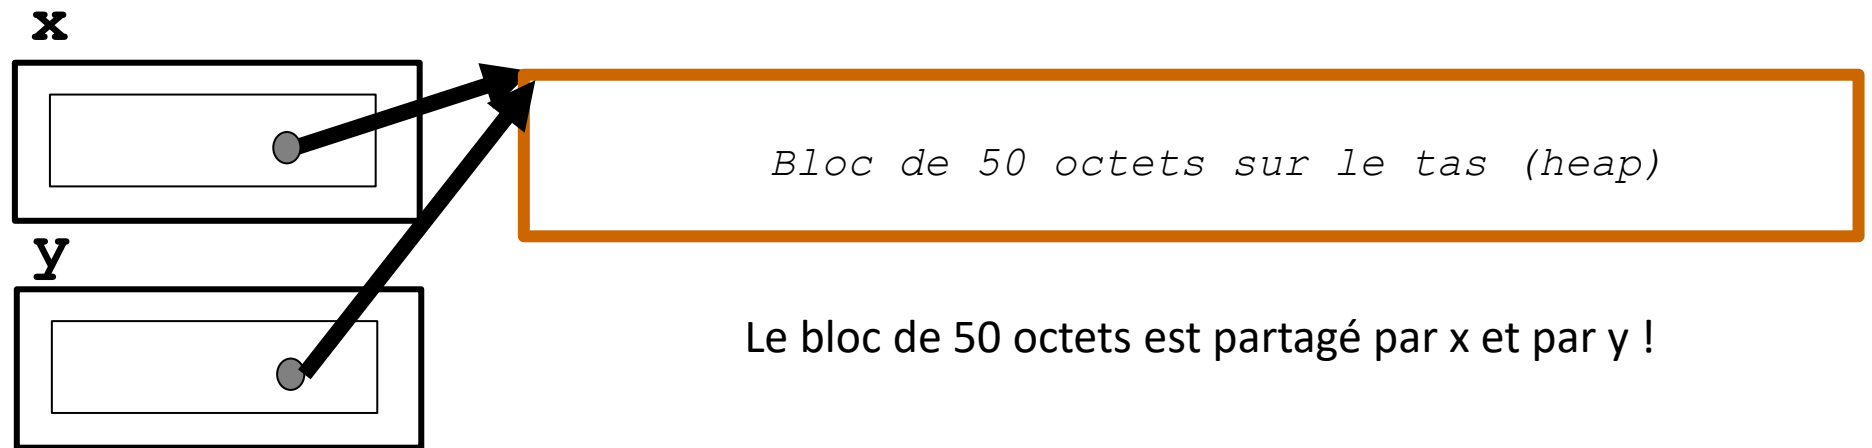 x
Bloc de 50 octets sur le tas (heap)
y
Le bloc de 50 octets est partagé par x et par y !